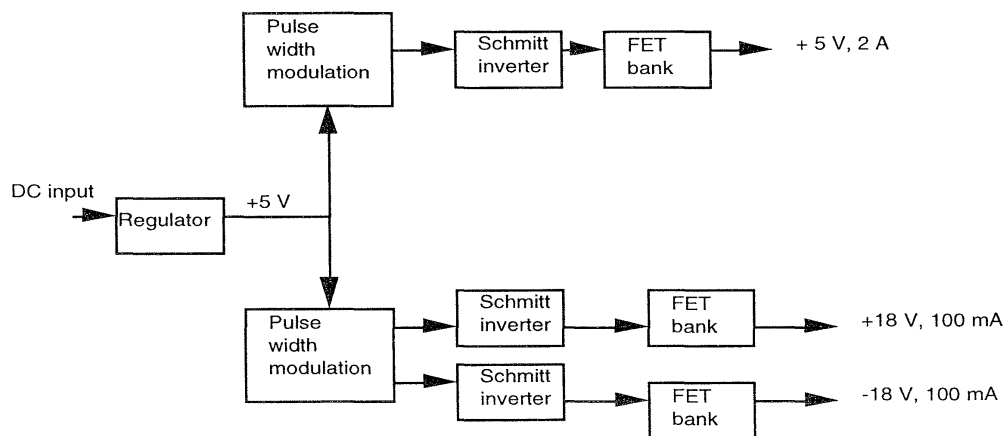 Pulse
width
modulation
Schmitt
inverter
FET
bank
+ 5 V, 2 A
DC input
Regulator
+5 V
Pulse
width
modulation
Schmitt
inverter
FET
bank
+18 V, 100 mA
Schmitt
inverter
FET
bank
-18 V, 100 mA